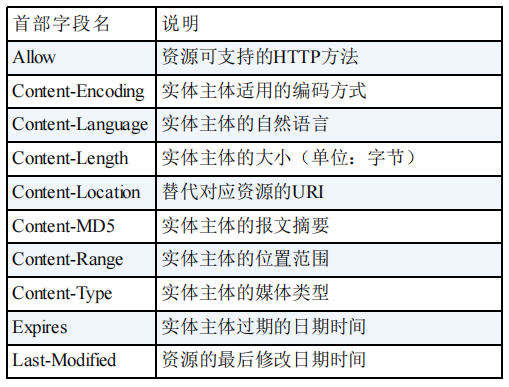 首部字段名 说明
Allow 资源可支持的HTTP方法
Content-Encoding 实体主体适用的编码方式
Content-Language 实体主体的自然语言
Content-Length 实体主体的大小（单位：字节）
Content-Location 替代对应资源的URI
Content-MD5 实体主体的报文摘要
Content-Range 实体主体的位置范围
Content-Type 实体主体的媒体类型
Expires 实体主体过期的日期时间
Last-Modified 资源的最后修改日期时间